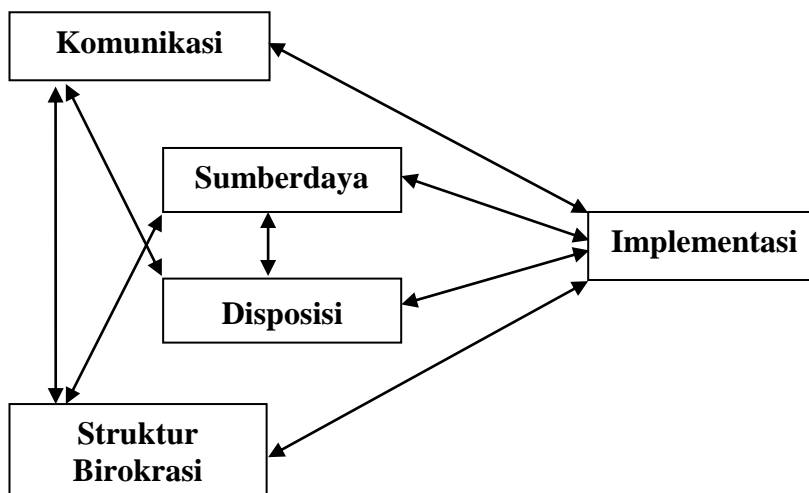 Komunikasi
Sumberdaya
Implementasi
Disposisi
Struktur
Birokrasi